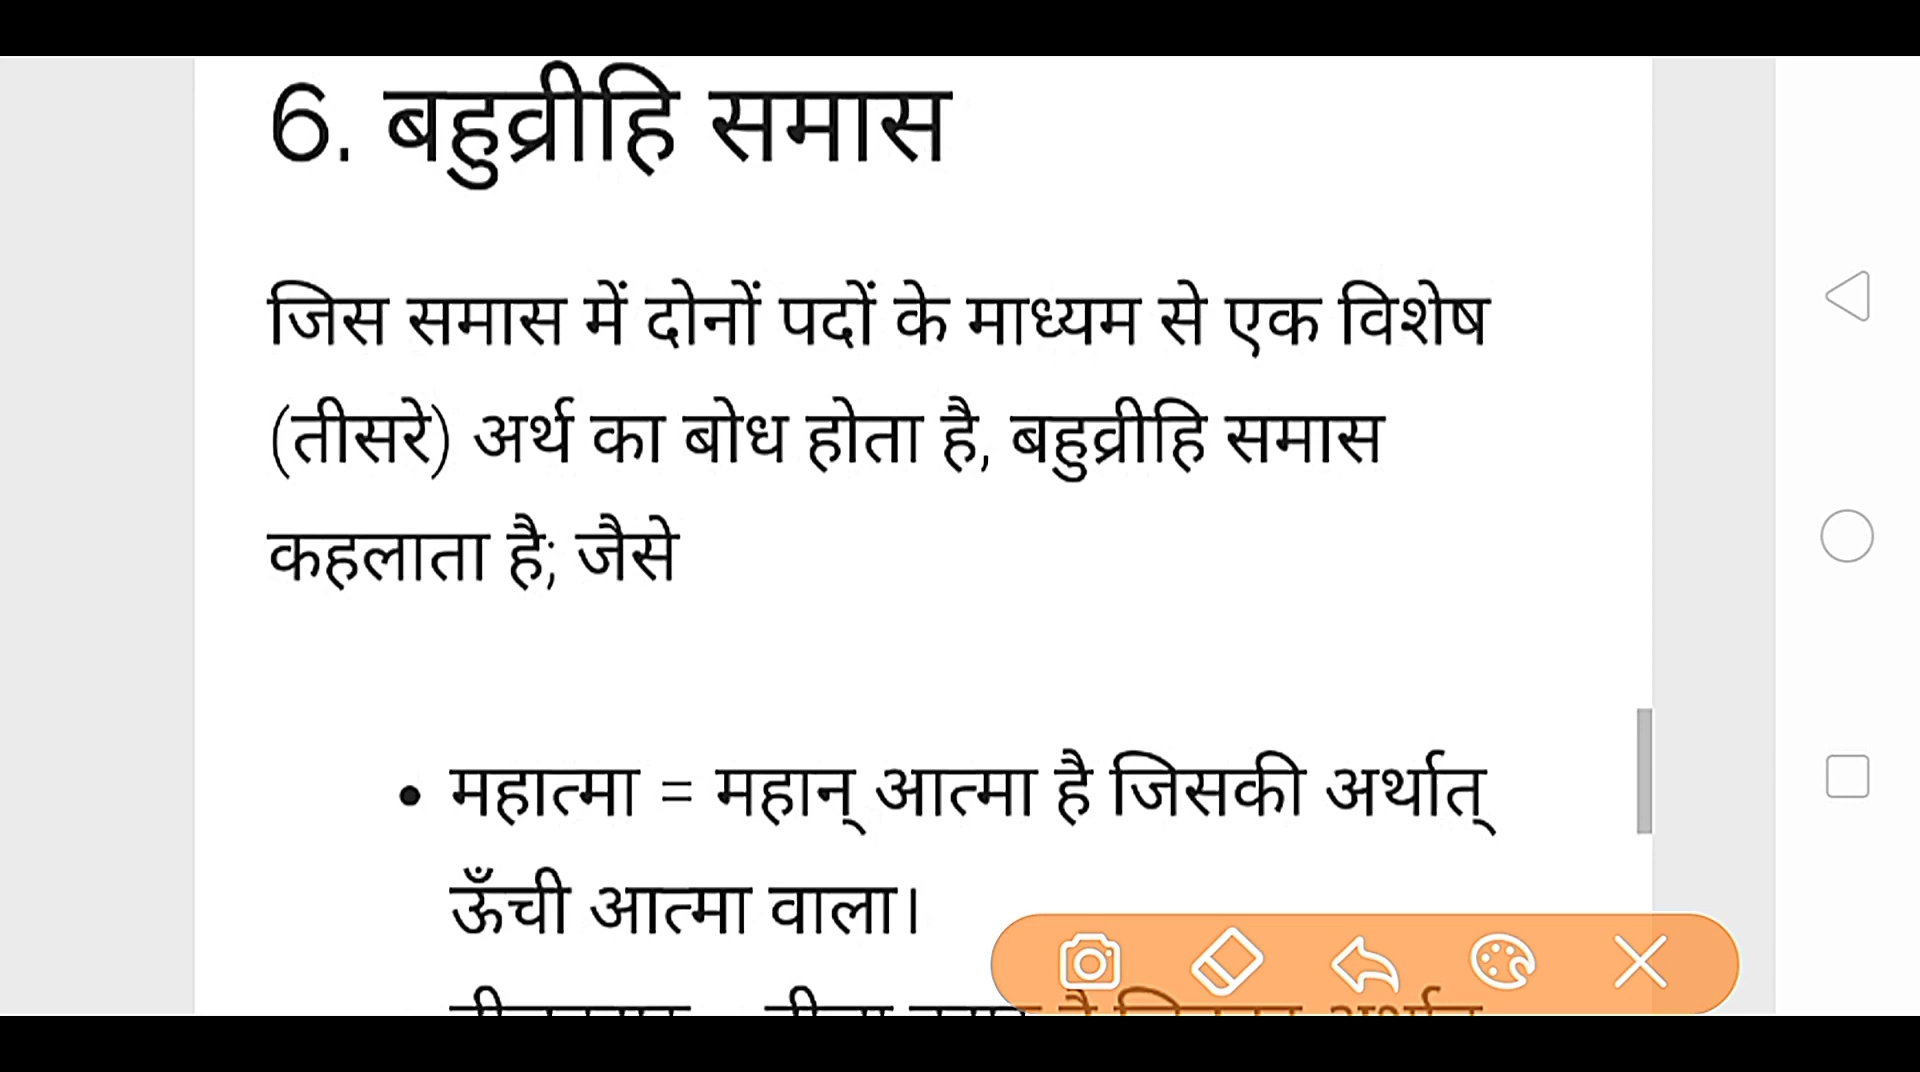 6. बहुव्रीहि समास
जिस समास में दोनों पदों के माध्यम से एक विशेष
(तीसरे) अर्थ का बोध होता है, बहुव्रीहि समास
कहलाता है; जैसे
• महात्मा = महान् आत्मा है जिसकी अर्थात्
ऊँची आत्मा वाला।